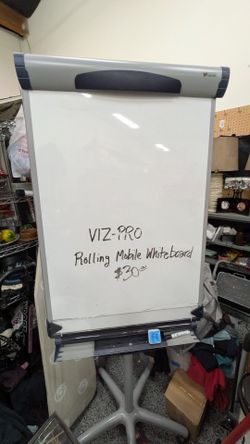 VIZ-PRO
Rolling Mobile Whiteboard
$30.00